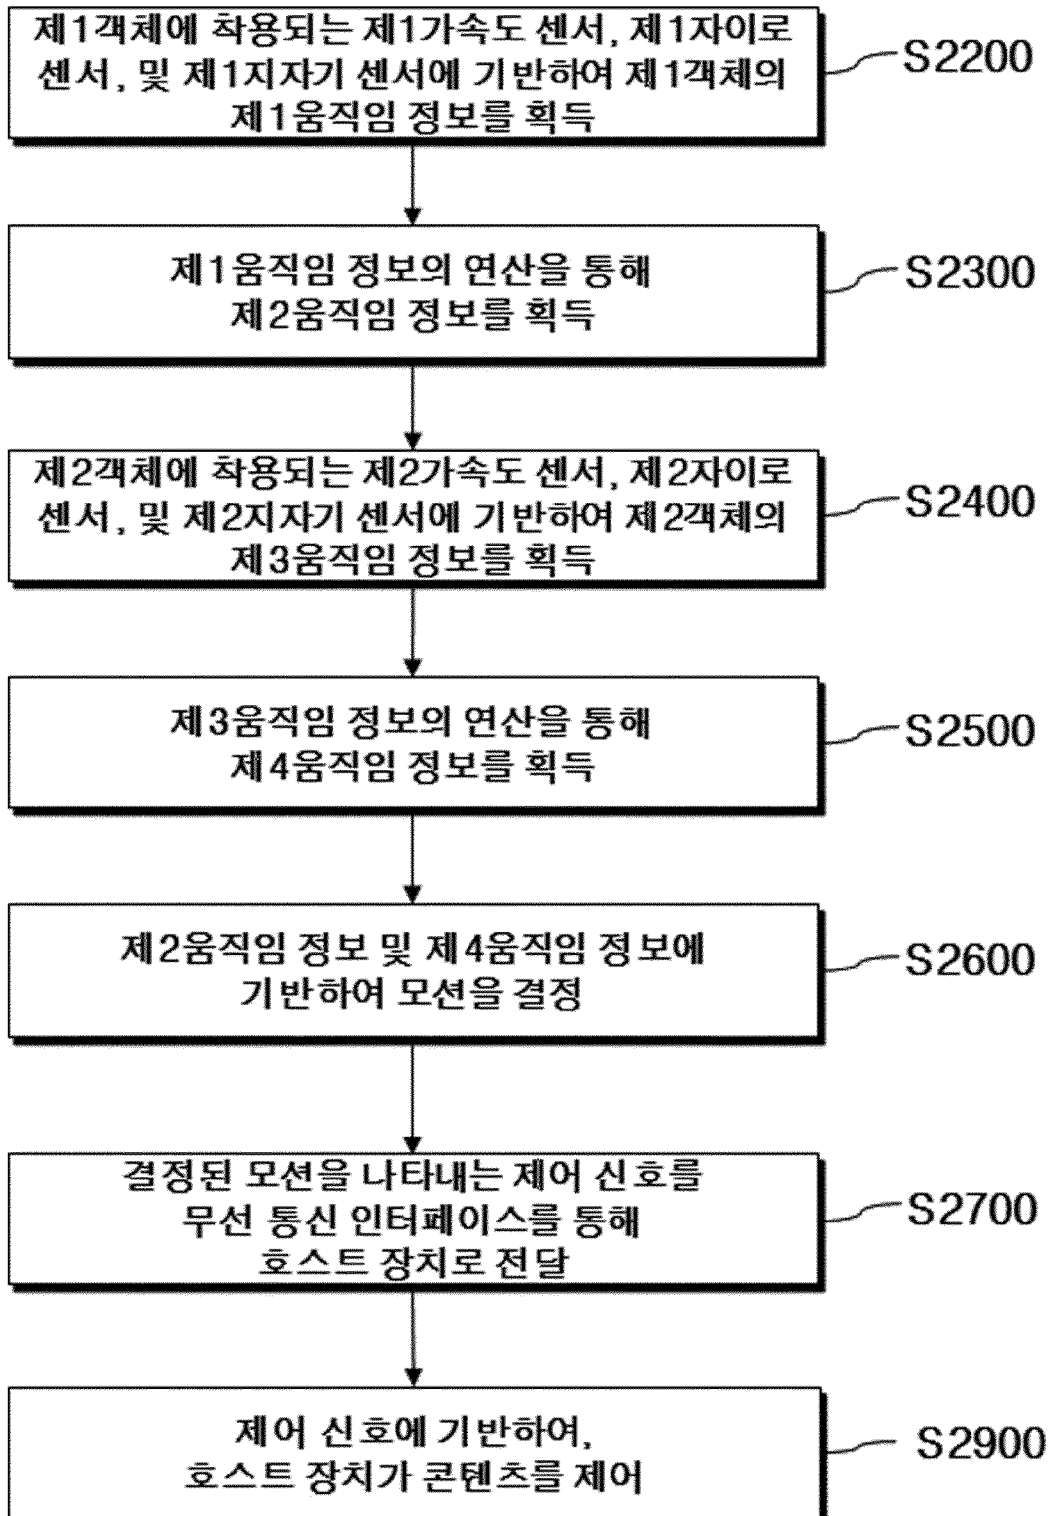 제1객체에 착용되는 제1가속도 센서, 제1자이로
센서, 및 제1지자기 센서에 기반하여 제1객체의
제1움직임 정보를 획득
S2200
제1움직임 정보의 연산을 통해
제2움직임 정보를 획득
S2300
제2객체에 착용되는 제2가속도 센서, 제2자이로
센서, 및 제2지자기 센서에 기반하여 제2객체의
제3움직임 정보를 획득
S2400
제3움직임 정보의 연산을 통해
제4움직임 정보를 획득
S2500
제2움직임 정보 및 제4움직임 정보에
기반하여 모션을 결정
S2600
결정된 모션을 나타내는 제어 신호를
무선 통신 인터페이스를 통해
호스트 장치로 전달
S2700
제어 신호에 기반하여,
호스트 장치가 콘텐츠를 제어
S2900